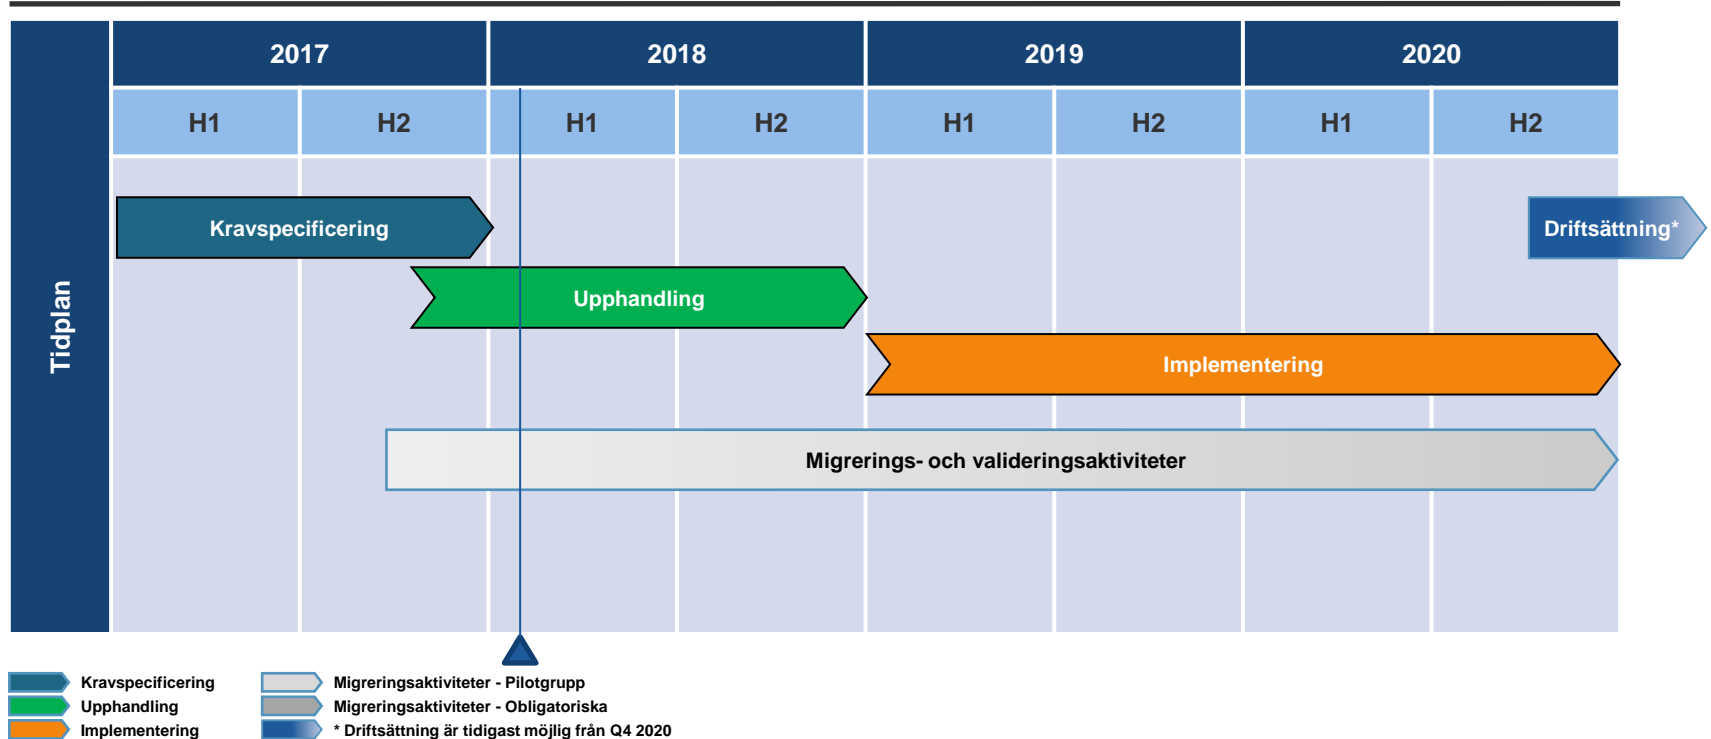 2017 2018 2019 2020
H1 H2 H1 H2 H1 H2 H1 H2
Tidplan
Kravspecificering
Driftsättning*
Upphandling
Implementering
Migrerings- och valideringsaktiviteter
Kravspecificering
Upphandling
Implementering
Migreringsaktiviteter - Pilotgrupp
Migreringsaktiviteter - Obligatoriska
* Driftsättning är tidigast möjlig från Q4 2020